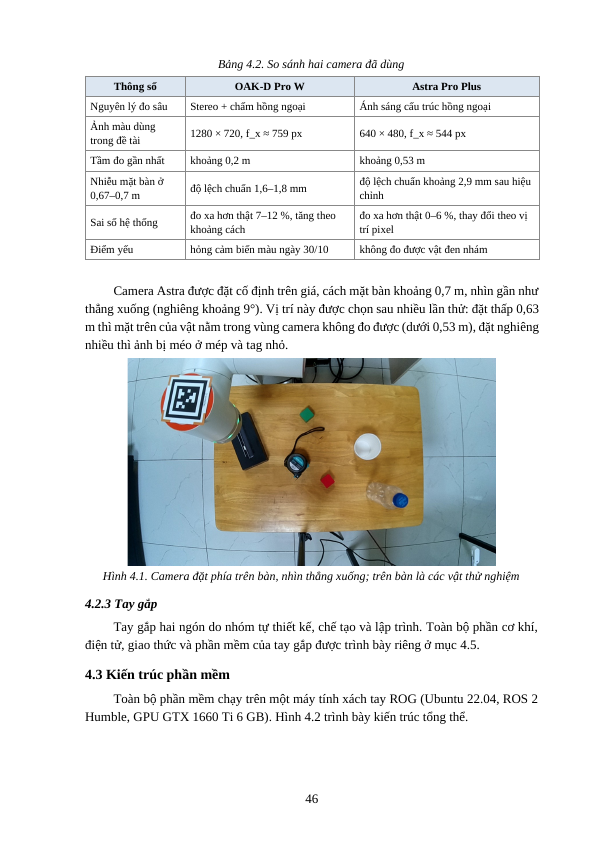 Bảng 4.2. So sánh hai camera đã dùng
Thông số OAK-D Pro W Astra Pro Plus
Nguyên lý đo sâu Stereo + chấm hồng ngoại Ánh sáng cấu trúc hồng ngoại
Ảnh màu dùng trong đề tài 1280 × 720, f_x ≈ 759 px 640 × 480, f_x ≈ 544 px
Tầm đo gần nhất khoảng 0,2 m khoảng 0,53 m
Nhiễu mặt bàn ở 0,67–0,7 m độ lệch chuẩn 1,6–1,8 mm độ lệch chuẩn khoảng 2,9 mm sau hiệu chỉnh
Sai số hệ thống đo xa hơn thật 7–12 %, tăng theo khoảng cách đo xa hơn thật 0–6 %, thay đổi theo vị trí pixel
Điểm yếu hỏng cảm biến màu ngày 30/10 không đo được vật đen nhám
Camera Astra được đặt cố định trên giá, cách mặt bàn khoảng 0,7 m, nhìn gần như
thẳng xuống (nghiêng khoảng 9°). Vị trí này được chọn sau nhiều lần thử: đặt thấp 0,63
m thì mặt trên của vật nằm trong vùng camera không đo được (dưới 0,53 m), đặt nghiêng
nhiều thì ảnh bị méo ở mép và tag nhỏ.
Hình 4.1. Camera đặt phía trên bàn, nhìn thẳng xuống; trên bàn là các vật thử nghiệm
4.2.3 Tay gắp
Tay gắp hai ngón do nhóm tự thiết kế, chế tạo và lập trình. Toàn bộ phần cơ khí,
điện tử, giao thức và phần mềm của tay gắp được trình bày riêng ở mục 4.5.
4.3 Kiến trúc phần mềm
Toàn bộ phần mềm chạy trên một máy tính xách tay ROG (Ubuntu 22.04, ROS 2
Humble, GPU GTX 1660 Ti 6 GB). Hình 4.2 trình bày kiến trúc tổng thể.
46